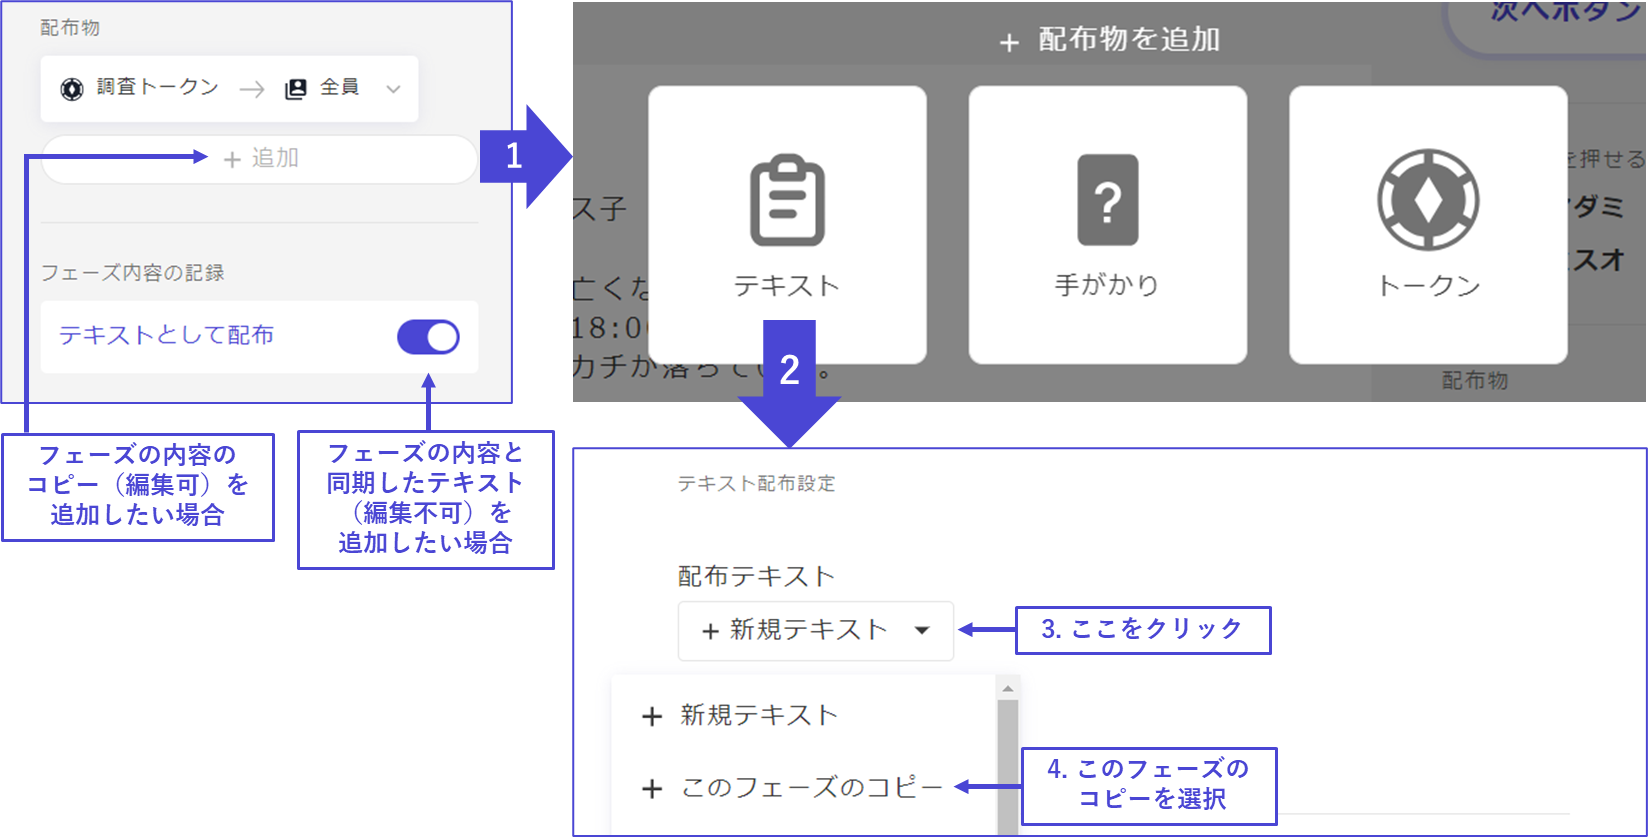 配布物
調査トークン → 全員
+ 追加
フェーズ内容の記録
テキストとして配布
フェーズの内容の
コピー（編集可）を
追加したい場合
フェーズの内容と
同期したテキスト
（編集不可）を
追加したい場合
1
+ 配布物を追加
次へボタン
テキスト
?
手がかり
トークン
ス子
亡くな
18:0
カチが落ちて
を押せる
ダミ
スオ
配布物
2
テキスト配布設定
配布テキスト
+ 新規テキスト
3. ここをクリック
+ 新規テキスト
+ このフェーズのコピー
4. このフェーズの
コピーを選択